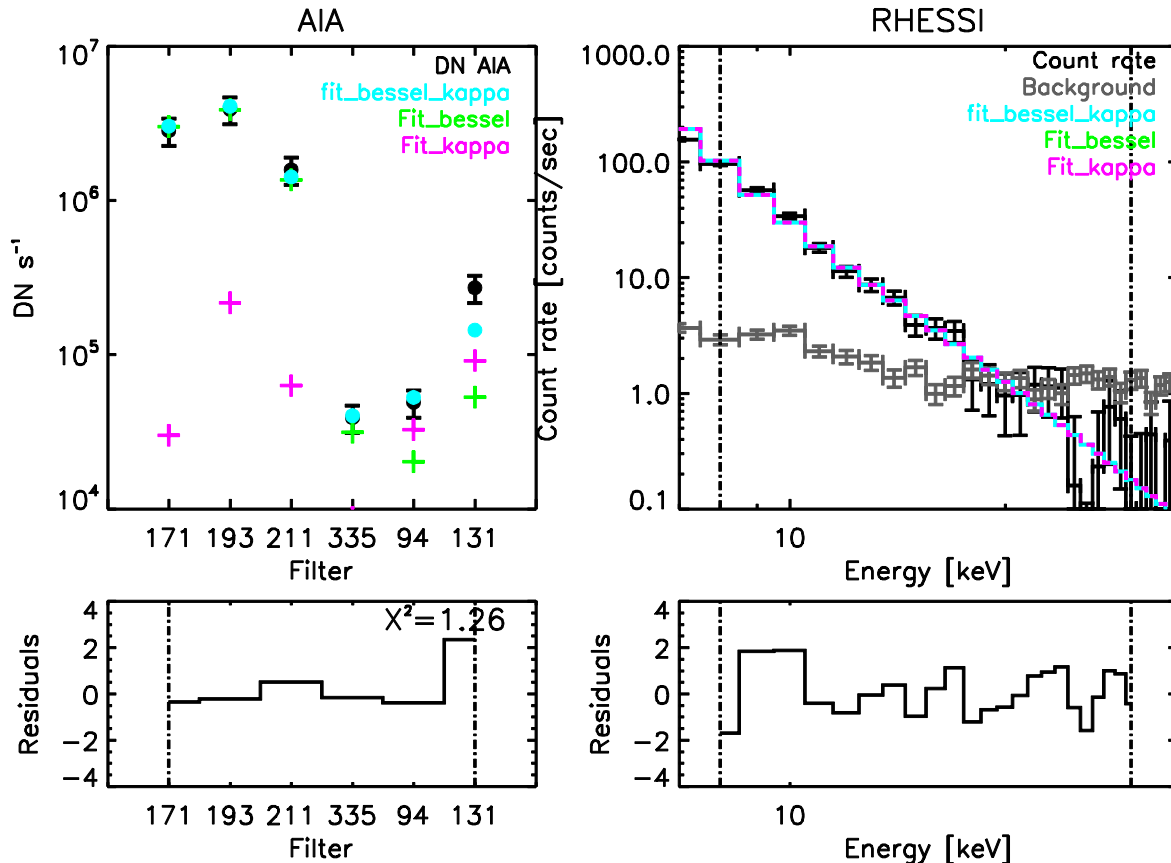 AIA
10⁷
10⁶
10⁵
10⁴
DN s⁻¹
DN AIA
fit_bessel_kappa
Fit_bessel
Fit_kappa
171 193 211 335 94 131
Filter
RHESSI
1000.0
100.0
10.0
1.0
0.1
Count rate [counts/sec]
Count rate
Background
fit_bessel_kappa
Fit_bessel
Fit_kappa
10
Energy [keV]
4
2
0
−2
−4
Residuals
X²=1.26
171 193 211 335 94 131
Filter
4
2
0
−2
−4
Residuals
10
Energy [keV]